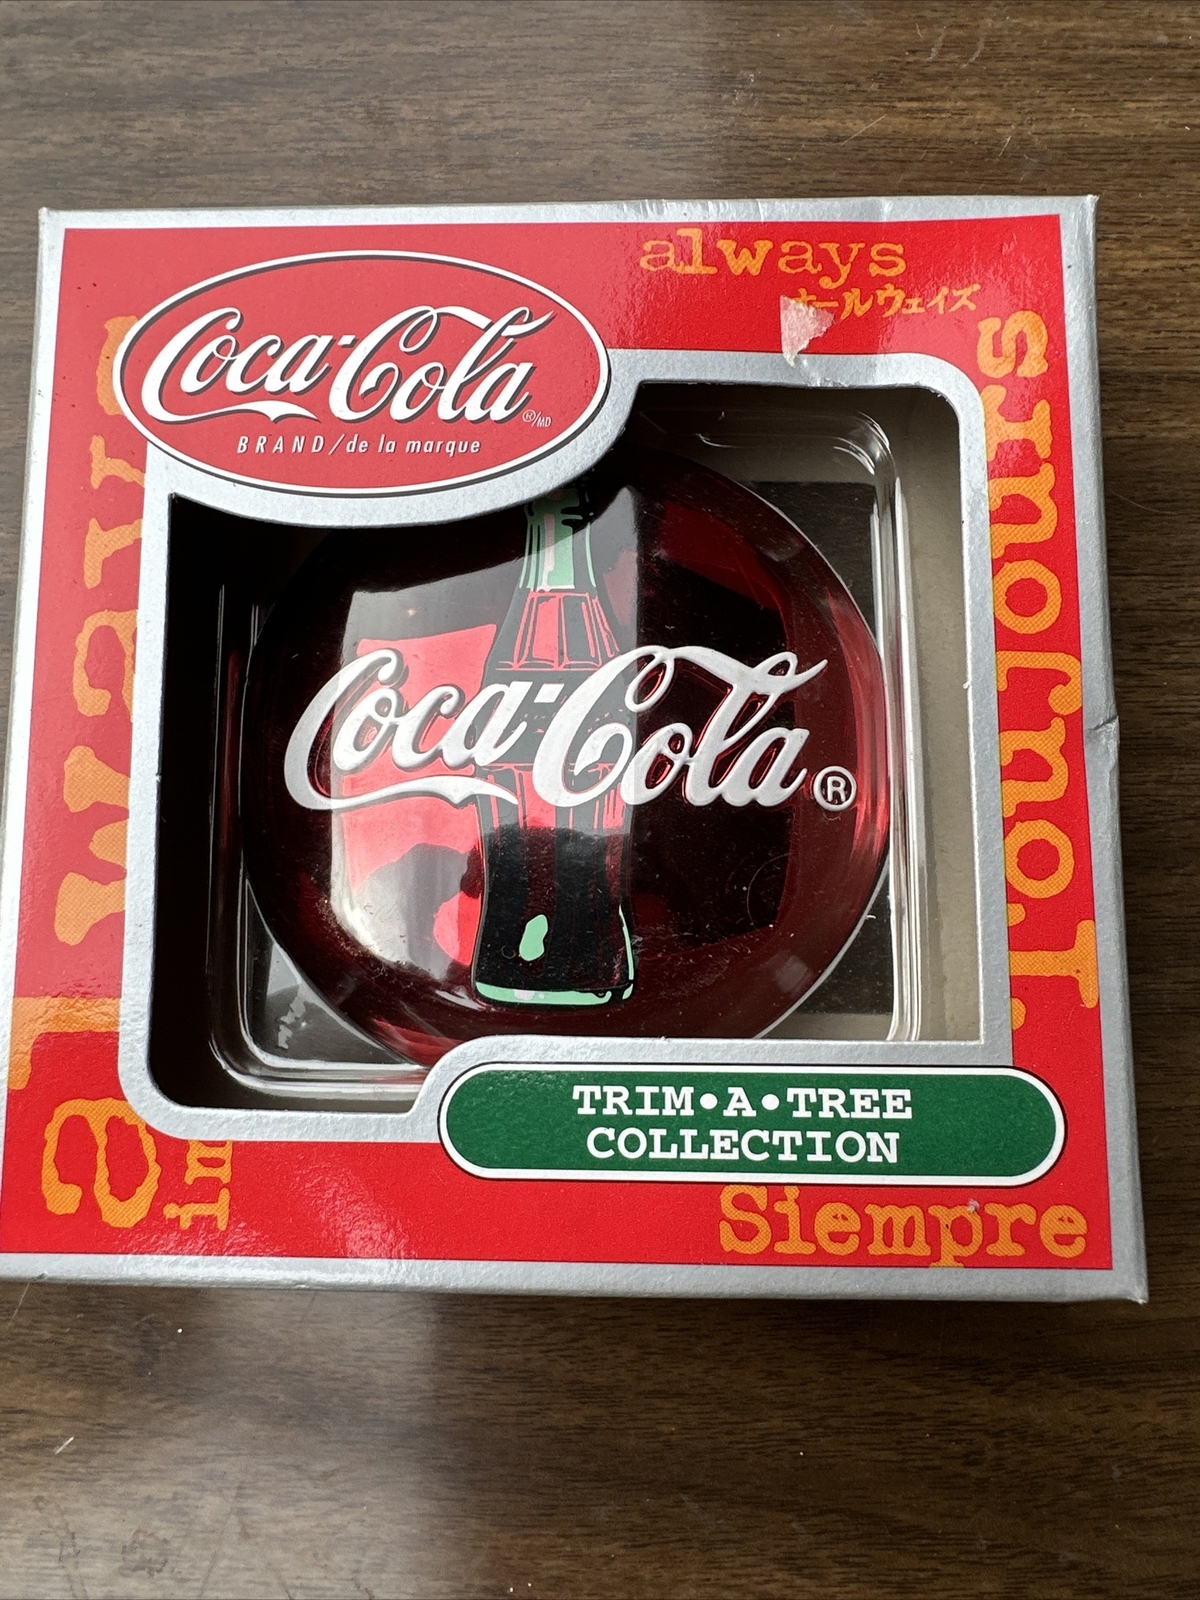 always
オールウェイズ
Coca-Cola
®/MD
BRAND/de la marque
Toujours
always
Coca-Cola
®
TRIM•A•TREE
COLLECTION
Siempre